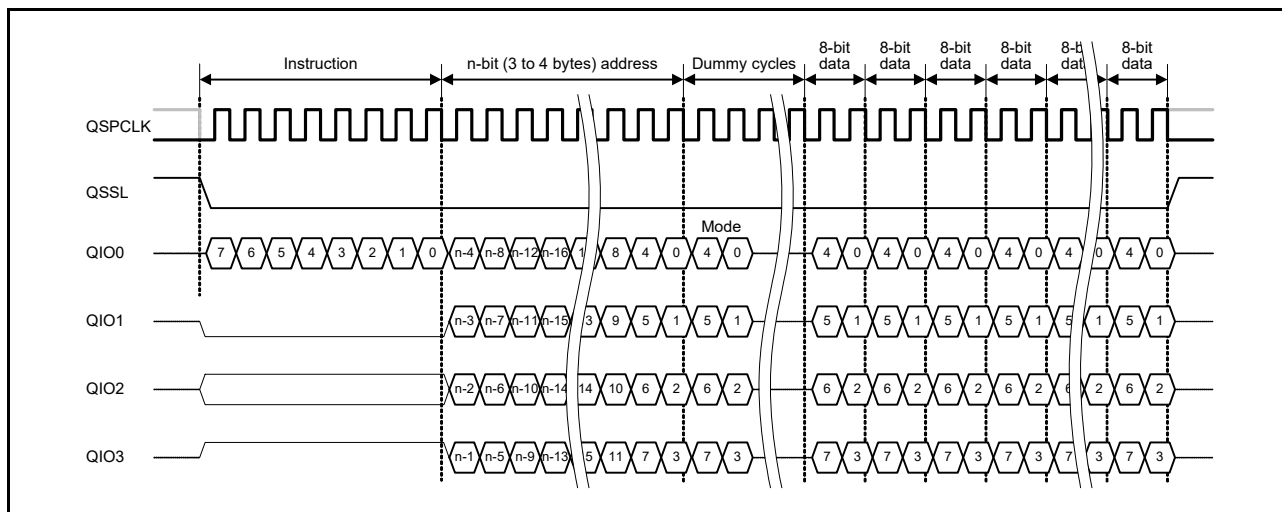 8-bit data 8-bit data 8-bit data 8-bit data 8-bit data 8-bit data
Instruction n-bit (3 to 4 bytes) address Dummy cycles
QSPCLK
QSSL
Mode
QIO0 7 6 5 4 3 2 1 0 n-4 n-8 n-12 n-16 1 8 4 0 4 0 4 0 4 0 4 0 4 0 4 0 4 0
QIO1 n-3 n-7 n-11 n-15 3 9 5 1 5 1 5 1 5 1 5 1 5 1 5 1 5 1
QIO2 n-2 n-6 n-10 n-14 14 10 6 2 6 2 6 2 6 2 6 2 6 2 6 2 6 2
QIO3 n-1 n-5 n-9 n-13 5 11 7 3 7 3 7 3 7 3 7 3 7 3 7 3 7 3